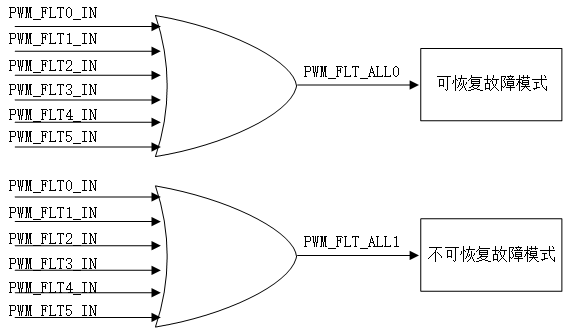 PWM_FLT0_IN
PWM_FLT1_IN
PWM_FLT2_IN
PWM_FLT3_IN
PWM_FLT4_IN
PWM_FLT5_IN
PWM_FLT_ALL0
可恢复故障模式
PWM_FLT0_IN
PWM_FLT1_IN
PWM_FLT2_IN
PWM_FLT3_IN
PWM_FLT4_IN
PWM_FLT5_IN
PWM_FLT_ALL1
不可恢复故障模式